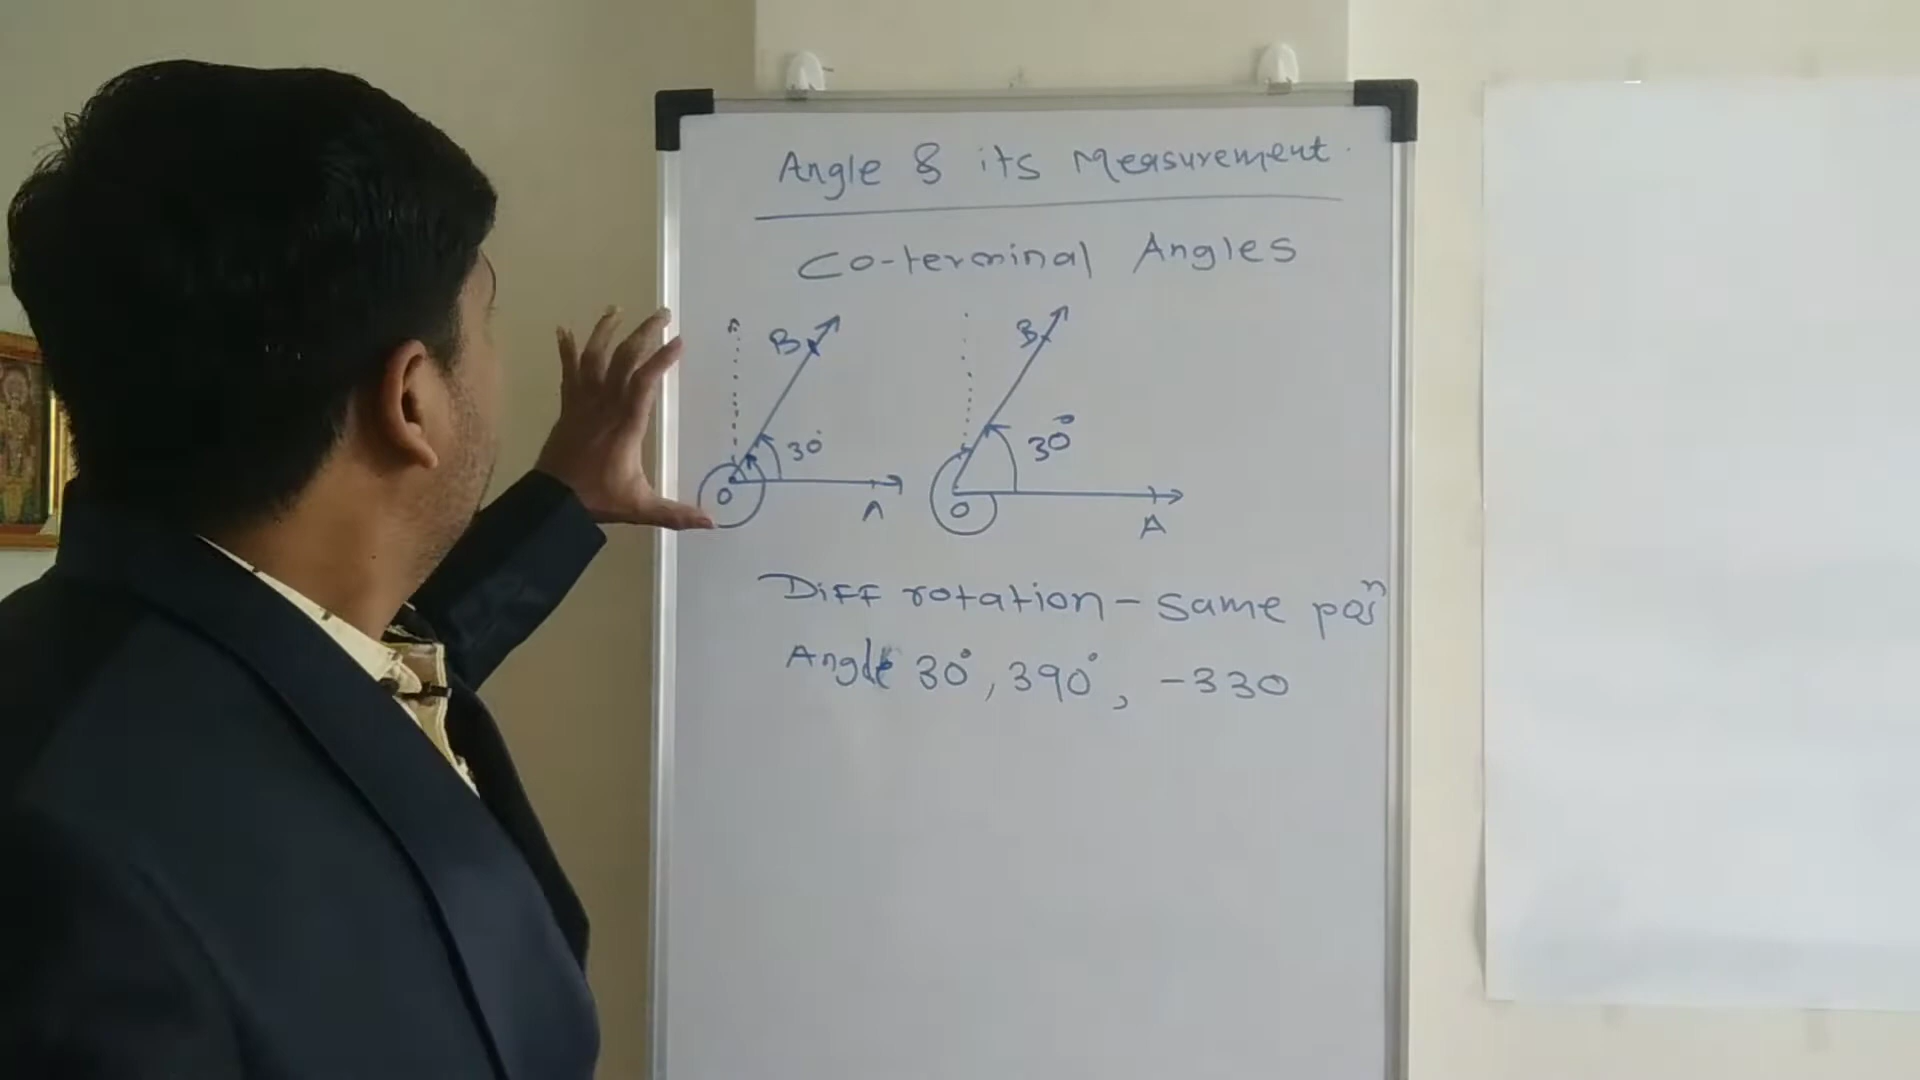 Angle & its Measurement.
Co-terminal Angles
B 30° O A
B 30° O A
Diff rotation - same posⁿ
Angle 30°, 390°, -330